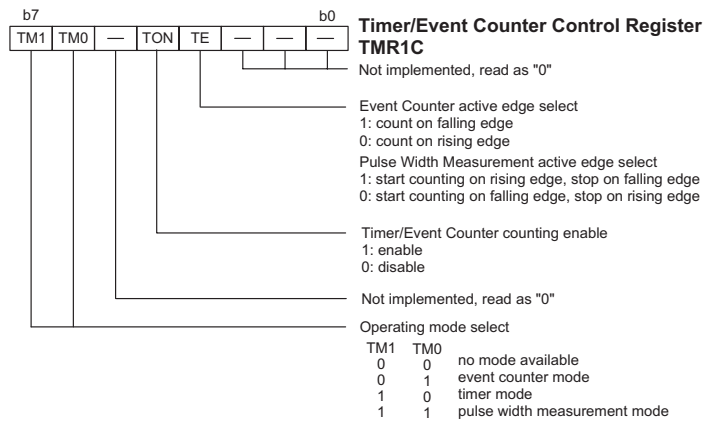 b7 b0
TM1 TM0 — TON TE — — —
Timer/Event Counter Control Register
TMR1C
Not implemented, read as "0"
Event Counter active edge select
1: count on falling edge
0: count on rising edge
Pulse Width Measurement active edge select
1: start counting on rising edge, stop on falling edge
0: start counting on falling edge, stop on rising edge
Timer/Event Counter counting enable
1: enable
0: disable
Not implemented, read as "0"
Operating mode select
TM1 TM0
0 0 no mode available
0 1 event counter mode
1 0 timer mode
1 1 pulse width measurement mode